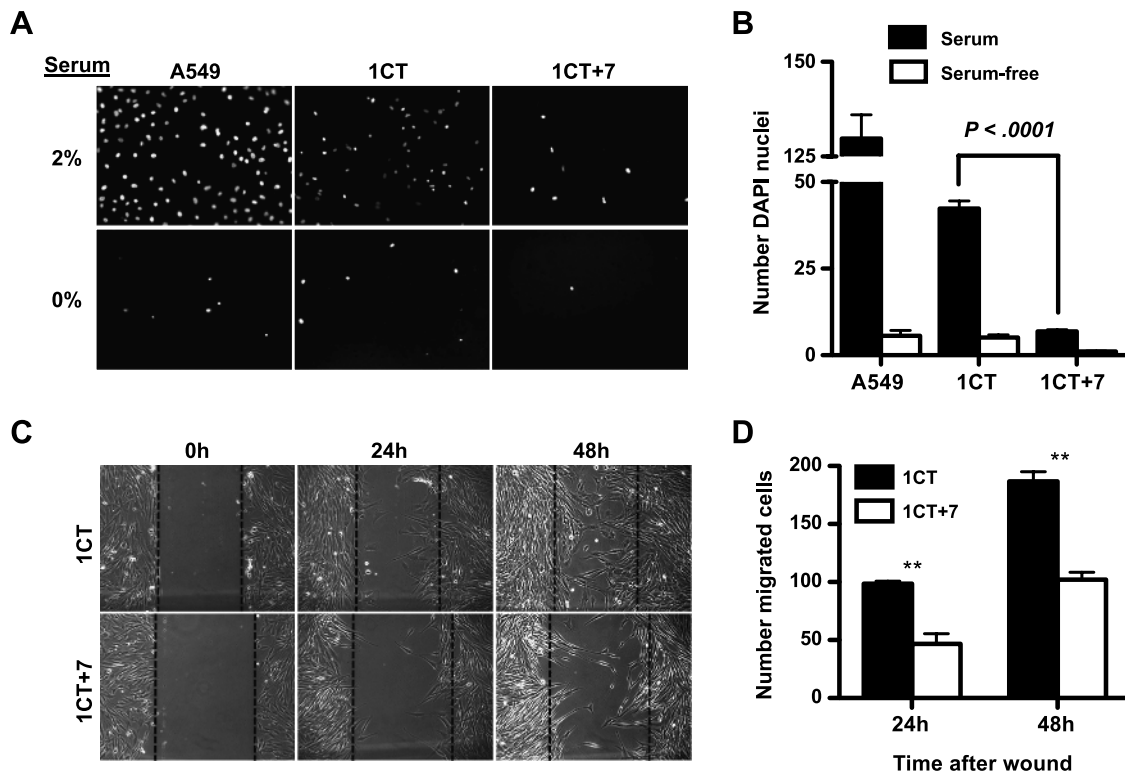 A
Serum
A549
1CT
1CT+7
2%
0%
B
Serum
Serum-free
Number DAPI nuclei
150
125
50
25
0
P < .0001
A549
1CT
1CT+7
C
0h
24h
48h
1CT
1CT+7
D
1CT
1CT+7
Number migrated cells
200
150
100
50
0
**
**
24h
48h
Time after wound